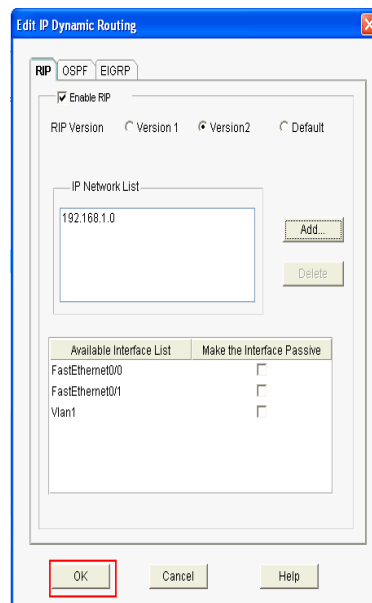 Edit IP Dynamic Routing
RIP OSPF EIGRP
Enable RIP
RIP Version Version 1 Version2 Default
IP Network List
192.168.1.0
Add...
Delete
Available Interface List Make the Interface Passive
FastEthernet0/0
FastEthernet0/1
Vlan1
OK Cancel Help